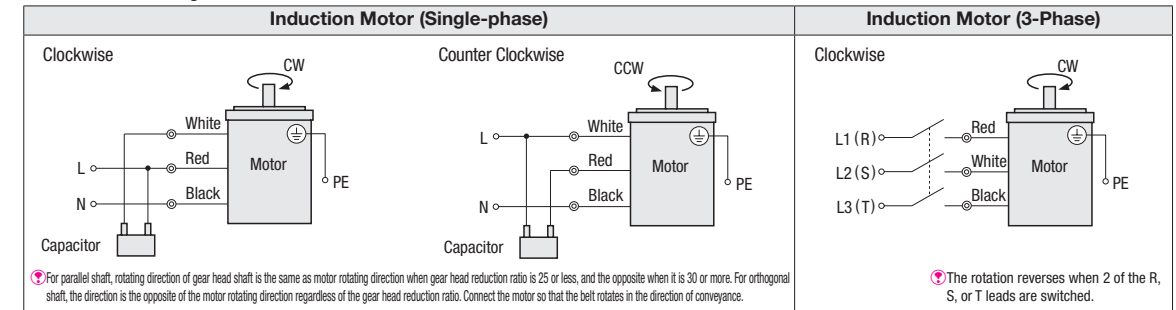 Induction Motor (Single-phase)
Induction Motor (3-Phase)
Clockwise
CW
White
L
Red
Motor
PE
N
Black
Capacitor
Counter Clockwise
CCW
L
White
Red
Motor
PE
N
Black
Capacitor
For parallel shaft, rotating direction of gear head shaft is the same as motor rotating direction when gear head reduction ratio is 25 or less, and the opposite when it is 30 or more. For orthogonal
shaft, the direction is the opposite of the motor rotating direction regardless of the gear head reduction ratio. Connect the motor so that the belt rotates in the direction of conveyance.
Clockwise
CW
L1 (R)
Red
L2 (S)
White
Motor
PE
L3 (T)
Black
The rotation reverses when 2 of the R,
S, or T leads are switched.